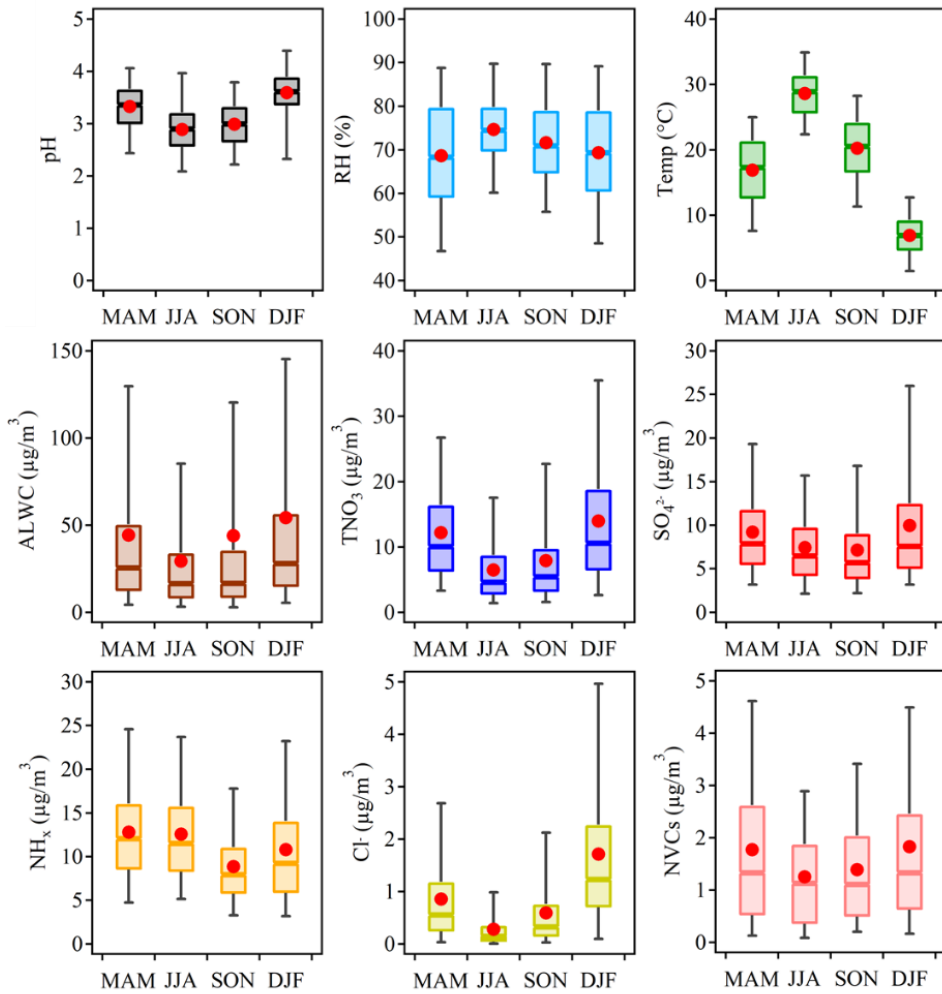 pH
5
4
3
2
1
0
MAM JJA SON DJF
RH (%)
100
90
80
70
60
50
40
MAM JJA SON DJF
Temp (°C)
40
30
20
10
0
MAM JJA SON DJF
ALWC (μg/m³)
150
100
50
0
MAM JJA SON DJF
TNO₃ (μg/m³)
40
30
20
10
0
MAM JJA SON DJF
SO₄²⁻ (μg/m³)
30
25
20
15
10
5
0
MAM JJA SON DJF
NHₓ (μg/m³)
30
25
20
15
10
5
0
MAM JJA SON DJF
Cl⁻ (μg/m³)
5
4
3
2
1
0
MAM JJA SON DJF
NVCs (μg/m³)
5
4
3
2
1
0
MAM JJA SON DJF